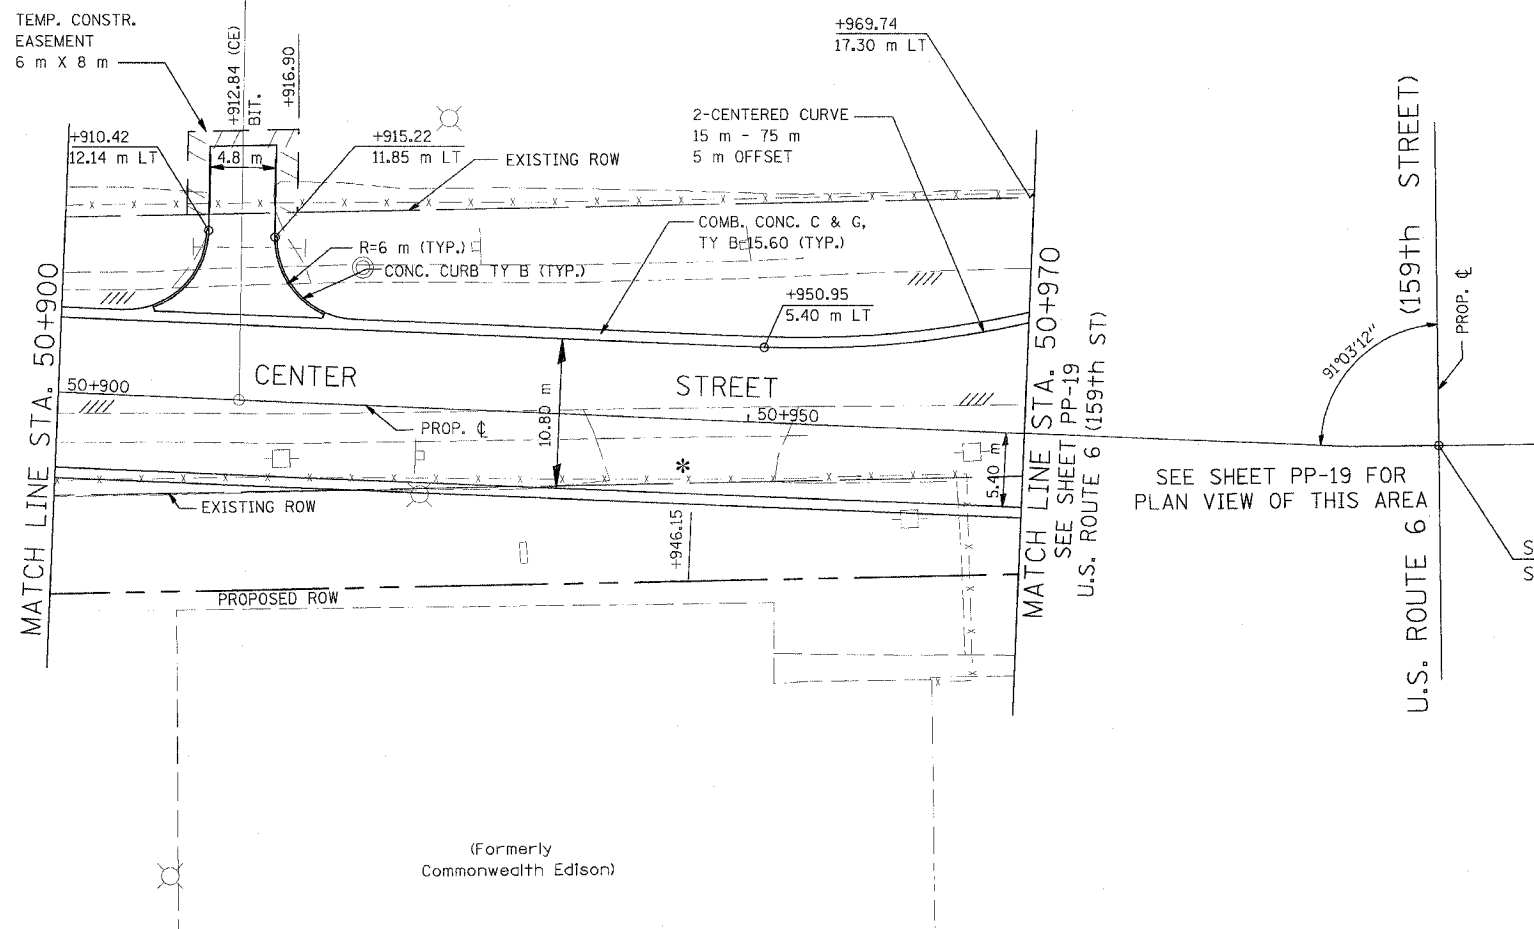 TEMP. CONSTR.
EASEMENT
6 m X 8 m
+912.84 (CE)
BIT.
+916.90
+969.74
17.30 m LT
+910.42
12.14 m LT
4.8 m
+915.22
11.85 m LT
EXISTING ROW
2-CENTERED CURVE
15 m - 75 m
5 m OFFSET
COMB. CONC. C & G,
TY B-15.60 (TYP.)
R=6 m (TYP.)
CONC. CURB TY B (TYP.)
+950.95
5.40 m LT
MATCH LINE STA. 50+900
50+900
CENTER STREET
10.80 m
PROP. ℄
50+950
*
5.40 m
EXISTING ROW
+946.15
PROPOSED ROW
MATCH LINE STA. 50+970
SEE SHEET PP-19
U.S. ROUTE 6 (159th ST)
91°03'12"
PROP. ℄
U.S. ROUTE 6 (159th STREET)
SEE SHEET PP-19 FOR
PLAN VIEW OF THIS AREA
S
S
(Formerly
Commonwealth Edison)